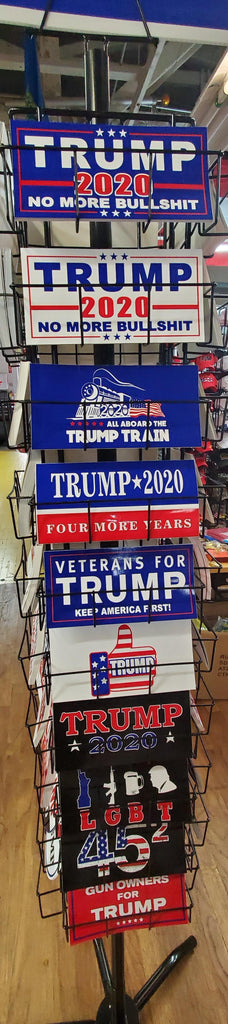 TRUMP
2020
NO MORE BULLSHIT
TRUMP
2020
NO MORE BULLSHIT
2020
ALL ABOARD THE
TRUMP TRAIN
TRUMP★2020
FOUR MORE YEARS
VETERANS FOR
TRUMP
KEEP AMERICA FIRST!
TRUMP
TRUMP
★ 2020 ★
L G B T
45²
GUN OWNERS
FOR
TRUMP